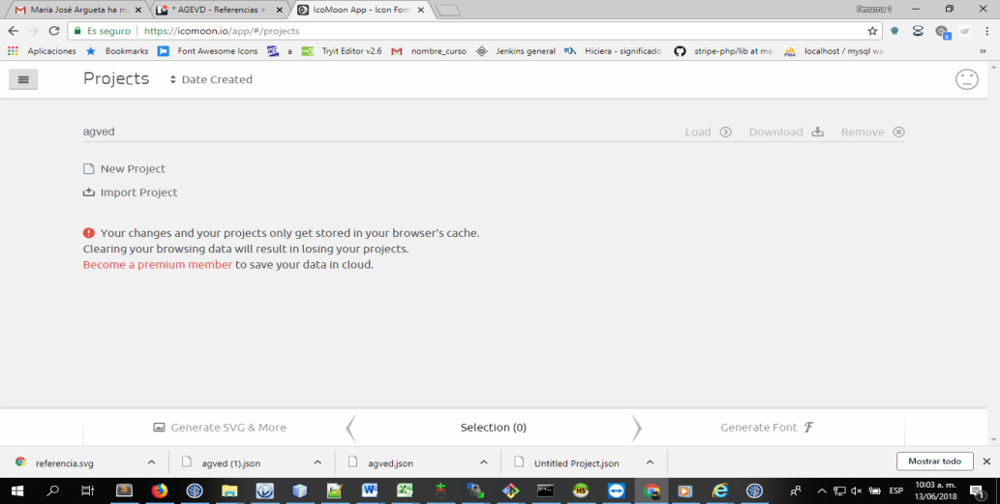 María José Argueta ha m
* AGEVD - Referencias >
IcoMoon App - Icon Font
Persona 1
Es seguro | https://icomoon.io/app/#/projects
Aplicaciones
Bookmarks
Font Awesome Icons
a
Tryit Editor v2.6
nombre_curso
Jenkins general
Hiciera - significado
stripe-php/lib at mas
localhost / mysql wa
»
Projects
Date Created
agved
Load
Download
Remove
New Project
Import Project
Your changes and your projects only get stored in your browser's cache.
Clearing your browsing data will result in losing your projects.
Become a premium member to save your data in cloud.
Generate SVG & More
Selection (0)
Generate Font
referencia.svg
agved (1).json
agved.json
Untitled Project.json
Mostrar todo
ESP
10:03 a. m.
13/06/2018